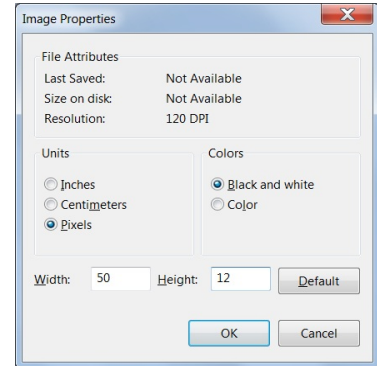 Image Properties
File Attributes
Last Saved: Not Available
Size on disk: Not Available
Resolution: 120 DPI
Units
Inches
Centimeters
Pixels
Colors
Black and white
Color
Width: 50 Height: 12 Default
OK Cancel